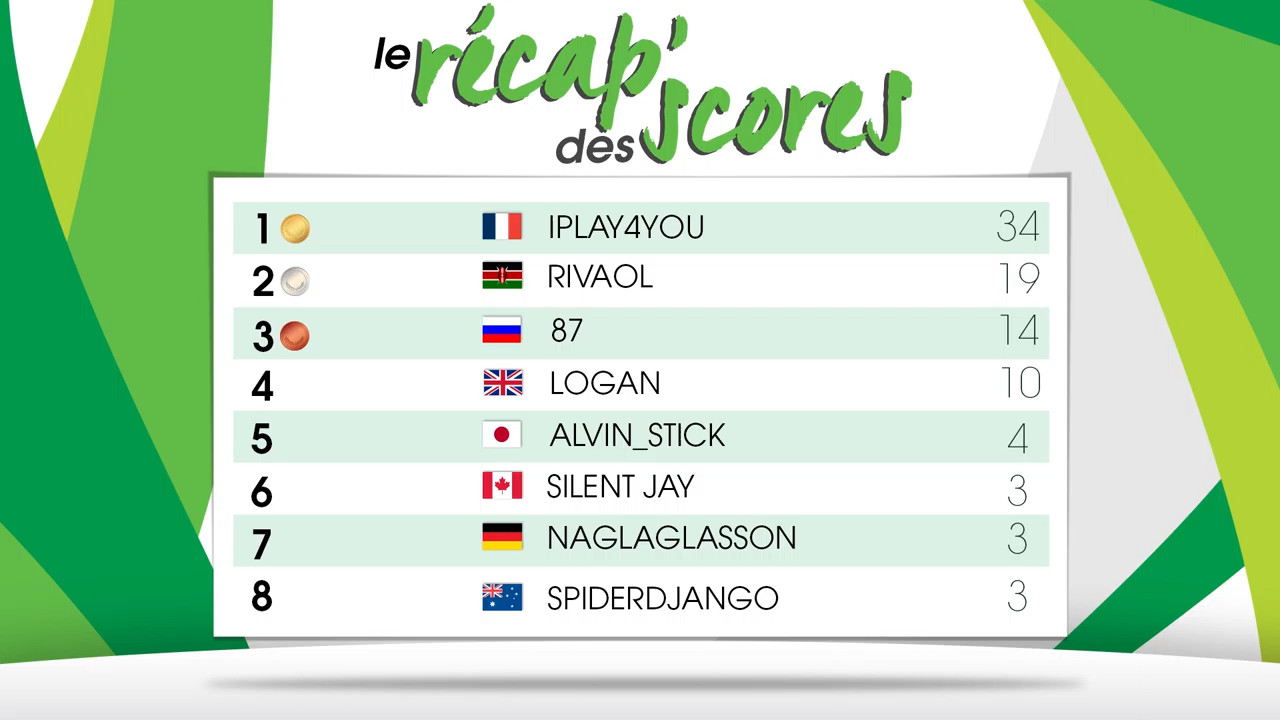 le récap'
des scores
1 IPLAY4YOU 34
2 RIVAOL 19
3 87 14
4 LOGAN 10
5 ALVIN_STICK 4
6 SILENT JAY 3
7 NAGLAGLASSON 3
8 SPIDERDJANGO 3